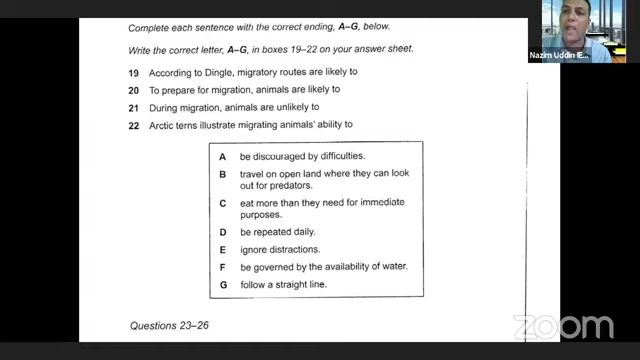 Complete each sentence with the correct ending, A–G, below.
Write the correct letter, A–G, in boxes 19–22 on your answer sheet.
19 According to Dingle, migratory routes are likely to
20 To prepare for migration, animals are likely to
21 During migration, animals are unlikely to
22 Arctic terns illustrate migrating animals' ability to
A be discouraged by difficulties.
B travel on open land where they can look
out for predators.
C eat more than they need for immediate
purposes.
D be repeated daily.
E ignore distractions.
F be governed by the availability of water.
G follow a straight line.
Questions 23–26
Nazim Uddin IE...
zoom